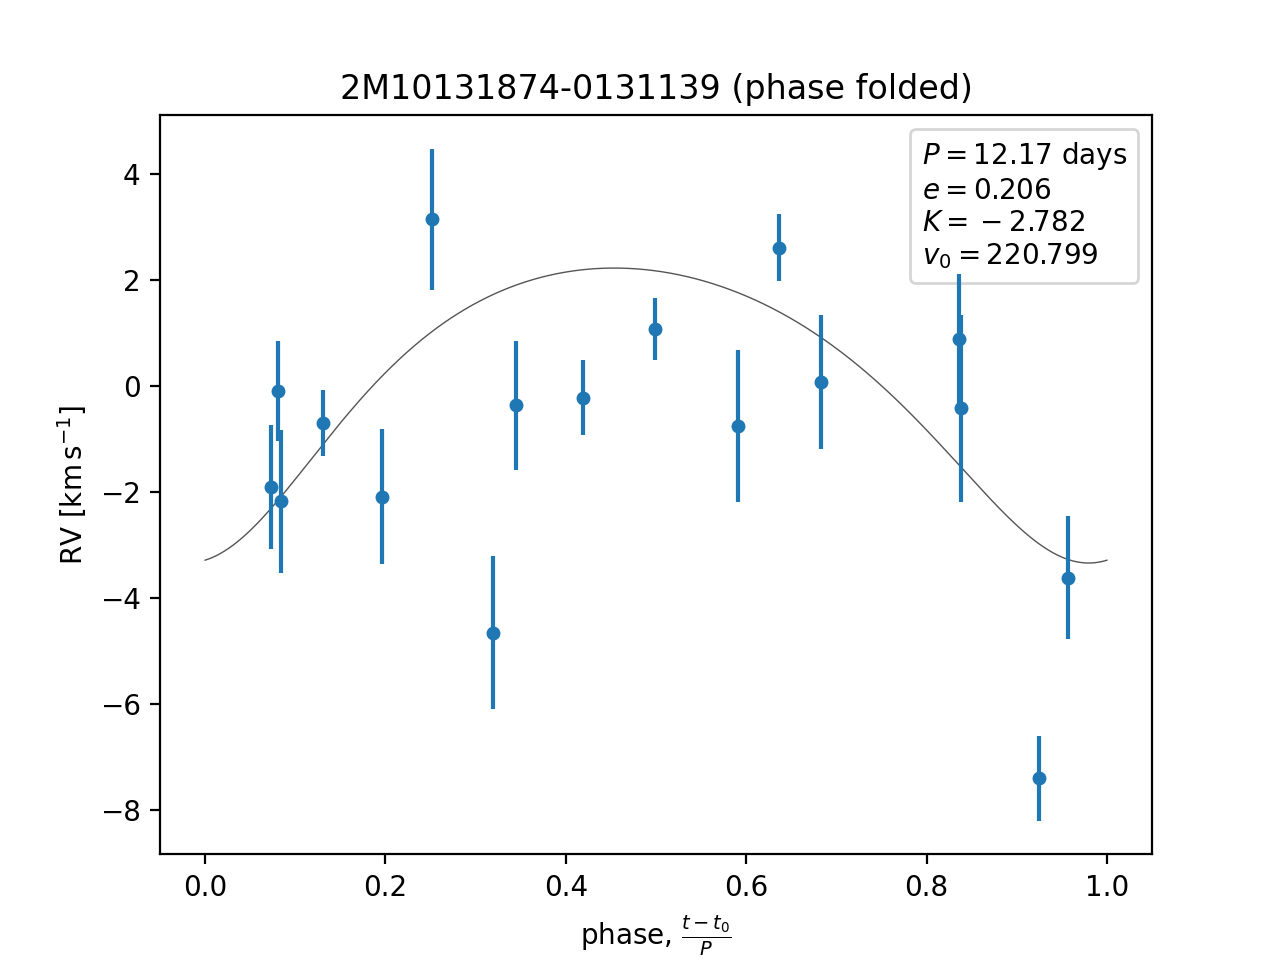 2M10131874-0131139 (phase folded)
P = 12.17 days
e = 0.206
K = −2.782
v₀ = 220.799
4
2
0
−2
−4
−6
−8
RV [km s⁻¹]
0.0 0.2 0.4 0.6 0.8 1.0
phase, (t − t₀)/P